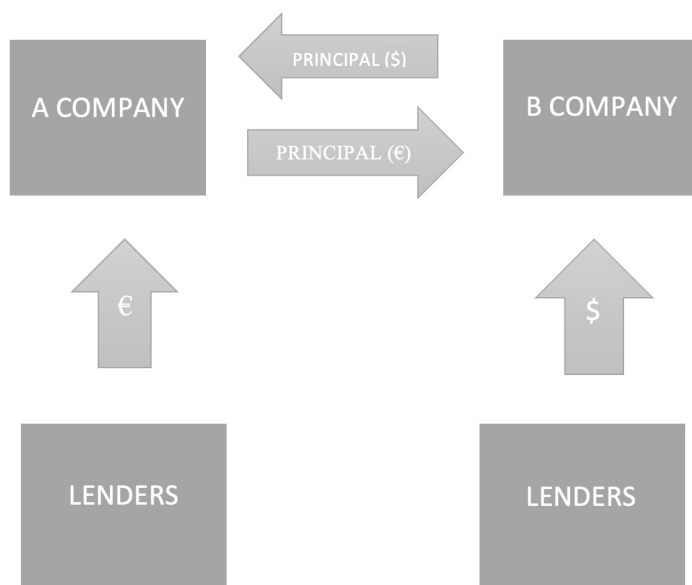 PRINCIPAL ($)
A COMPANY
B COMPANY
PRINCIPAL (€)
€
$
LENDERS
LENDERS